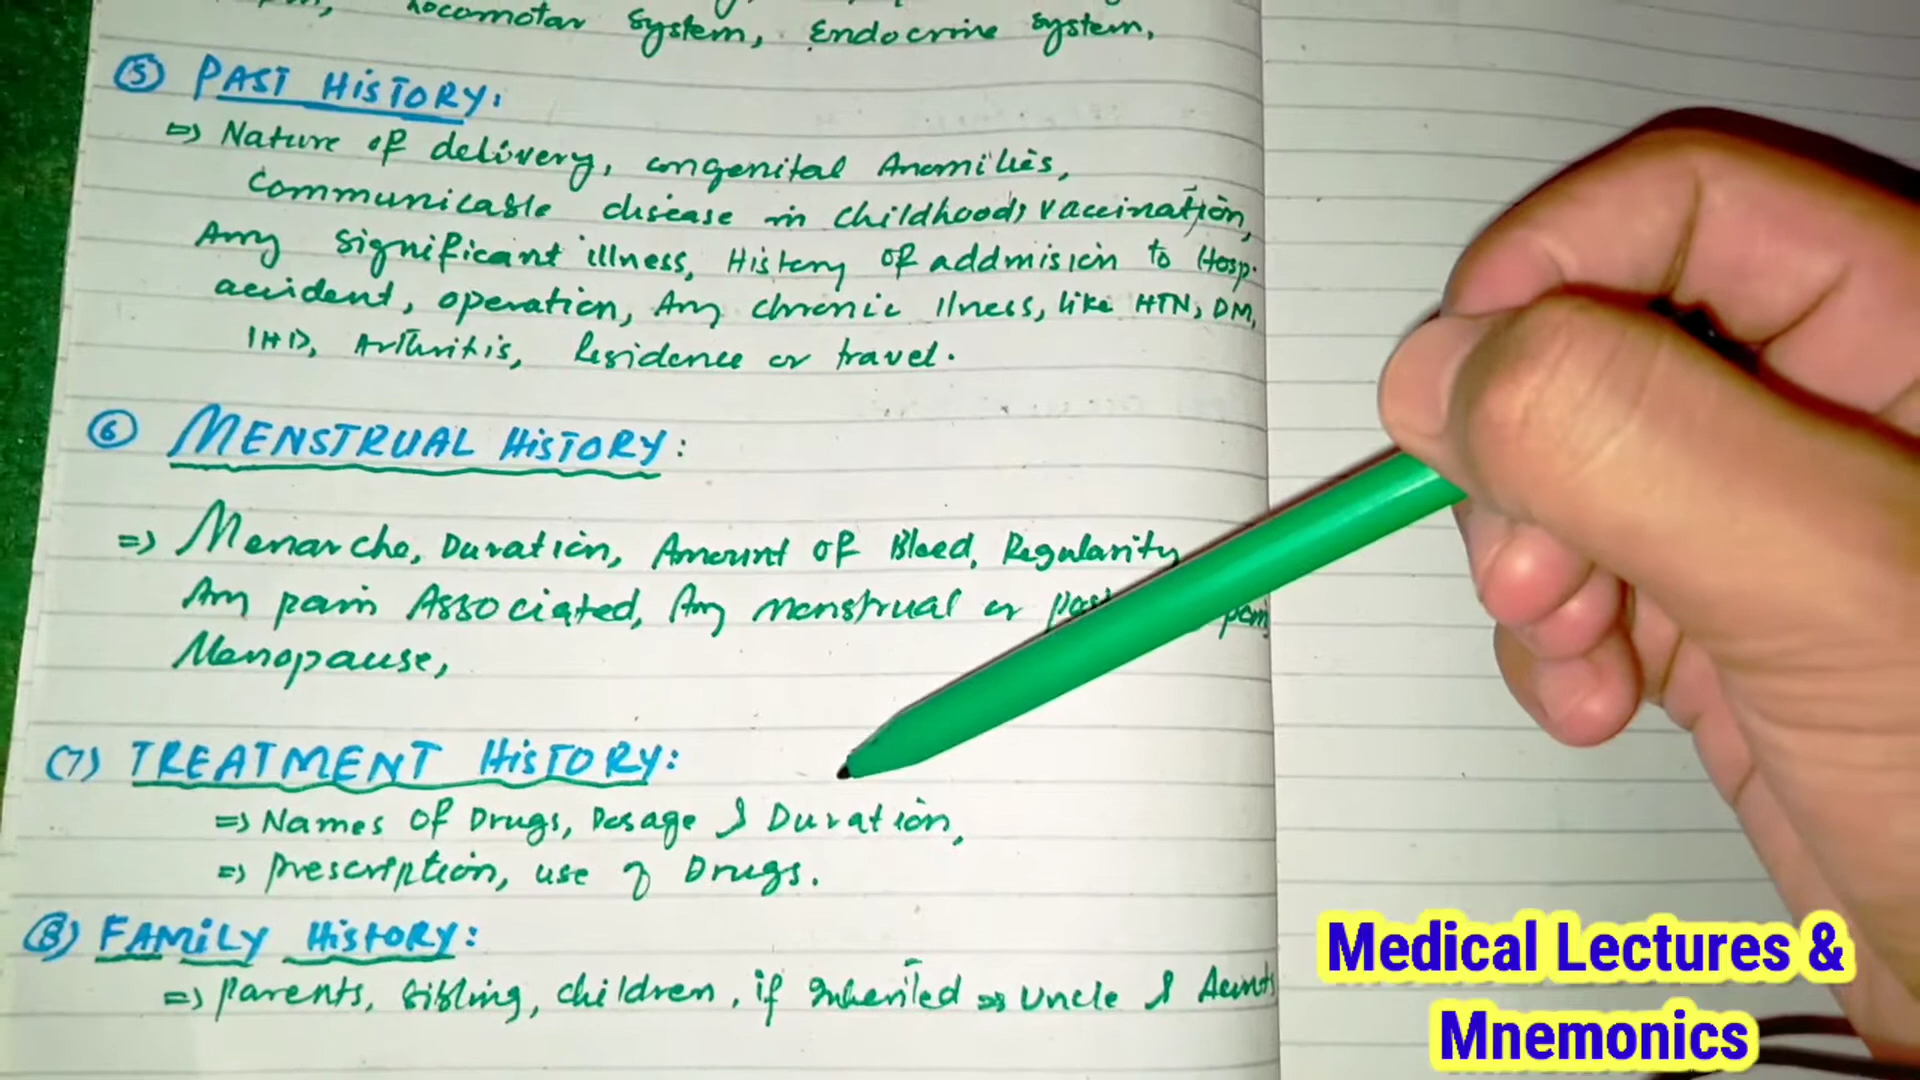 Locomotar System, Endocrine System,
⑤ PAST HiSTORY:
⇒ Nature of delivery, congenital Anomilies,
Communicable disease in childhood, vaccination,
Any significant illness, History of addmision to Hosp.
accident, operation, Any chronic illness, like HTN, DM,
IHD, Arthritis, Residence or travel.
⑥ MENSTRUAL HiSTORY:
⇒ Menarche, Duration, Amount of Bleed, Regularity
Any pain Associated, Any menstrual or
Menopause,
(7) TREATMENT HiSTORY:
⇒ Names Of Drugs, Dosage & Duration,
⇒ Prescription, use of Drugs.
(8) FAMiLY HiSTORY:
⇒ Parents, Sibling, children, if Inherited ⇒ Uncle & Aeunts
Medical Lectures &
Mnemonics